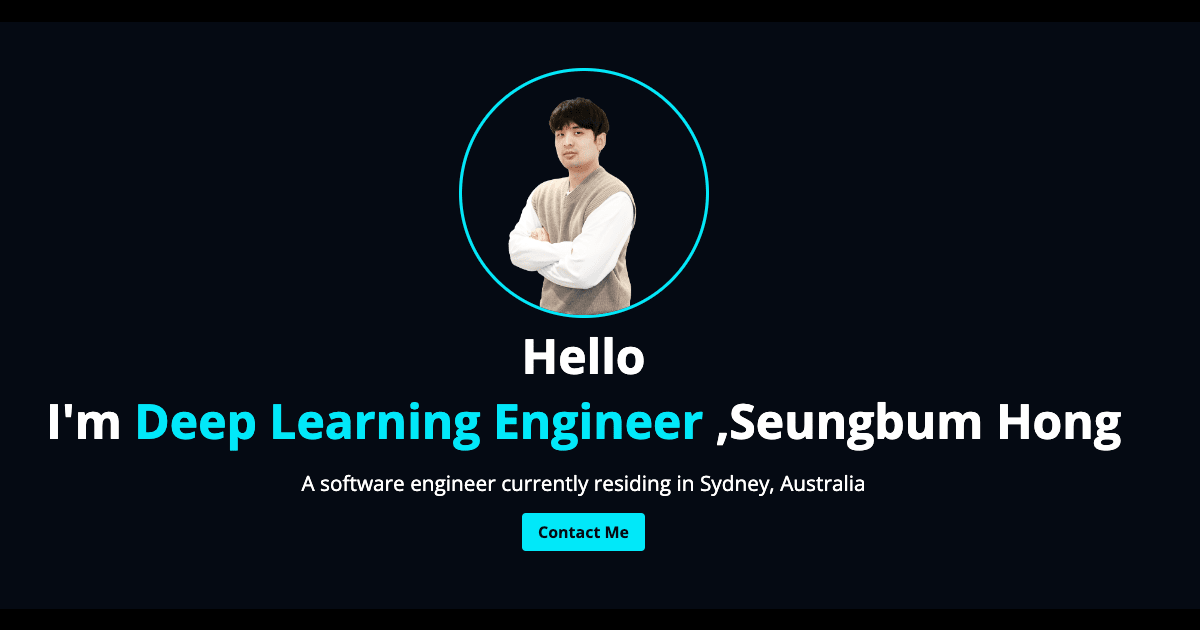 Hello
I'm Deep Learning Engineer ,Seungbum Hong
A software engineer currently residing in Sydney, Australia
Contact Me